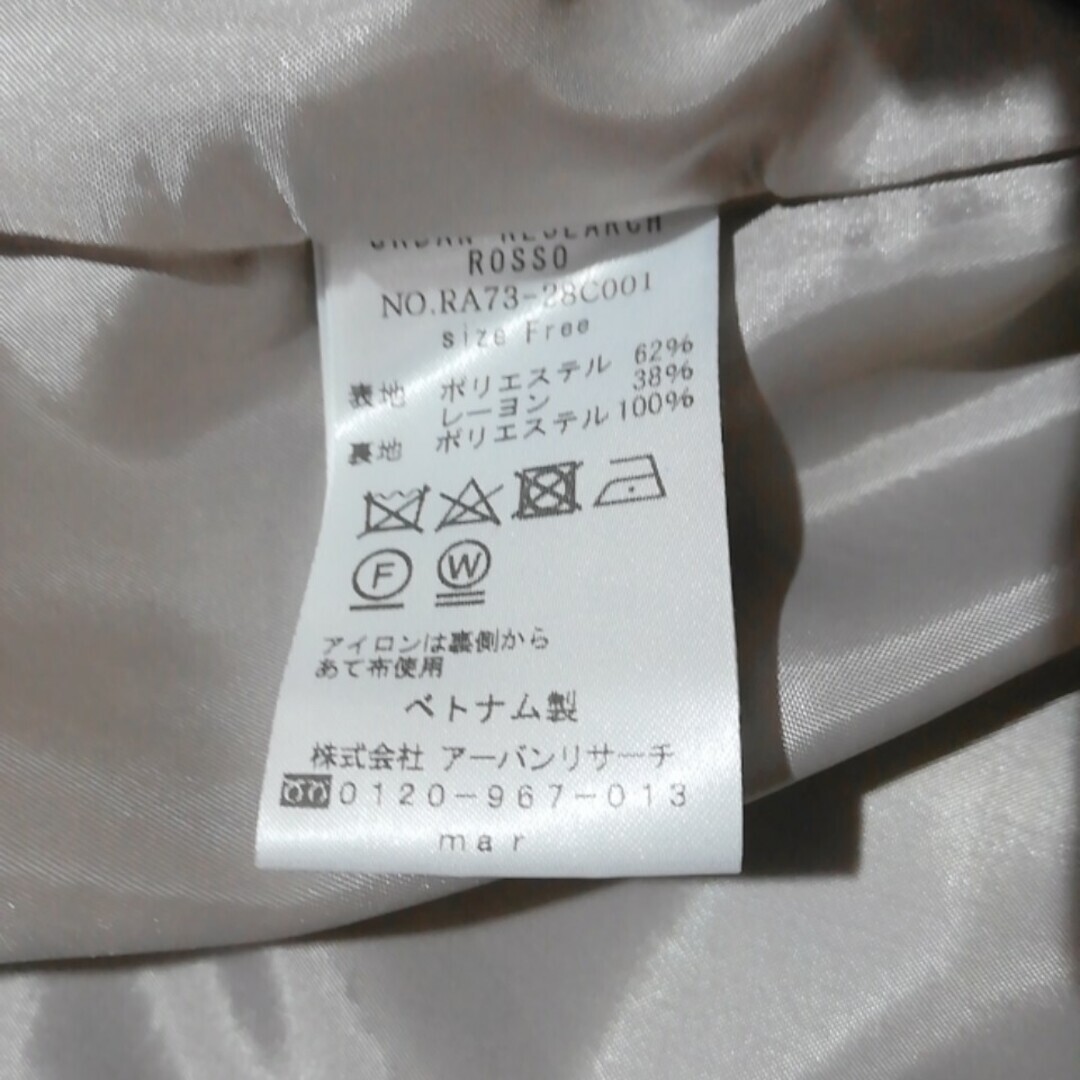 URBAN RESEARCH
ROSSO
NO.RA73-28C001
size Free
表地 ポリエステル 62%
レーヨン 38%
裏地 ポリエステル 100%
F W
アイロンは裏側から
あて布使用
ベトナム製
株式会社 アーバンリサーチ
0120-967-013
mar